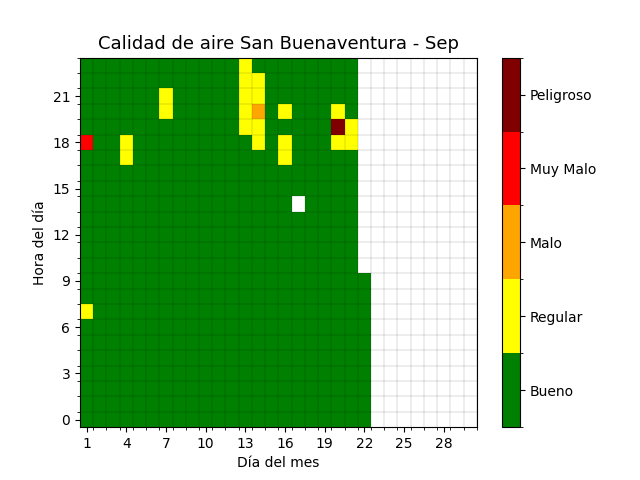 Calidad de aire San Buenaventura - Sep
Hora del día
21
18
15
12
9
6
3
0
1 4 7 10 13 16 19 22 25 28
Día del mes
Peligroso
Muy Malo
Malo
Regular
Bueno